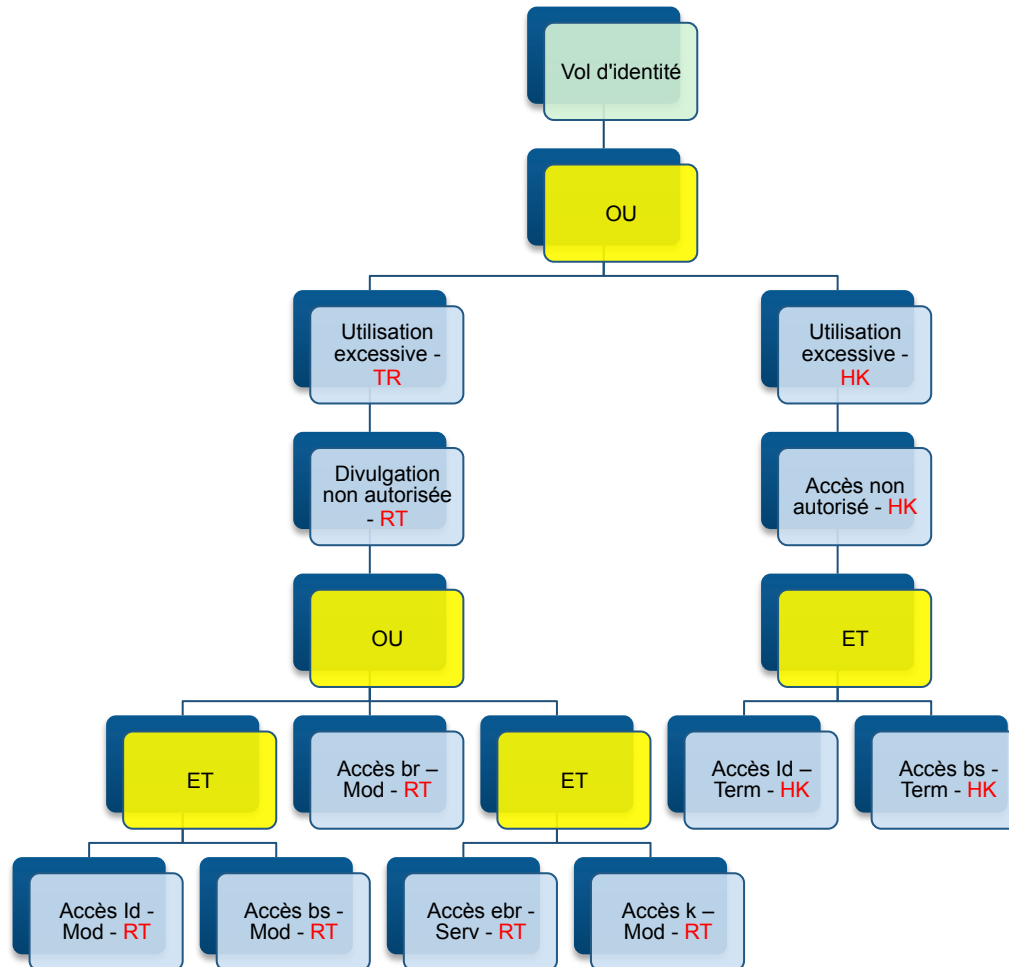 Vol d'identité
OU
Utilisation
excessive -
TR
Utilisation
excessive -
HK
Divulgation
non autorisée
- RT
Accès non
autorisé - HK
OU
ET
ET
Accès br –
Mod - RT
ET
Accès Id –
Term - HK
Accès bs -
Term - HK
Accès Id -
Mod - RT
Accès bs -
Mod - RT
Accès ebr -
Serv - RT
Accès k –
Mod - RT